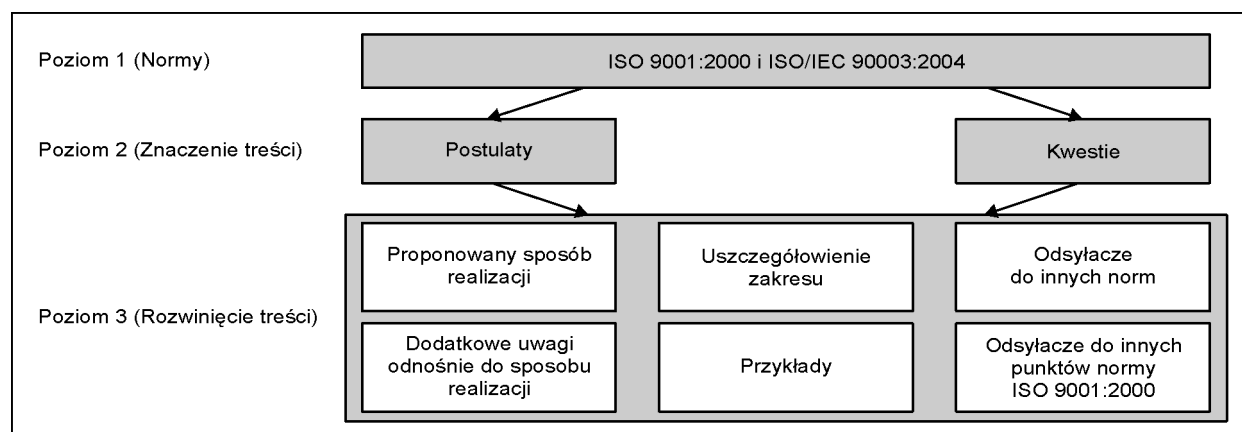 Poziom 1 (Normy)
ISO 9001:2000 i ISO/IEC 90003:2004
Poziom 2 (Znaczenie treści)
Postulaty
Kwestie
Poziom 3 (Rozwinięcie treści)
Proponowany sposób
realizacji
Uszczegółowienie
zakresu
Odsyłacze
do innych norm
Dodatkowe uwagi
odnośnie do sposobu
realizacji
Przykłady
Odsyłacze do innych
punktów normy
ISO 9001:2000